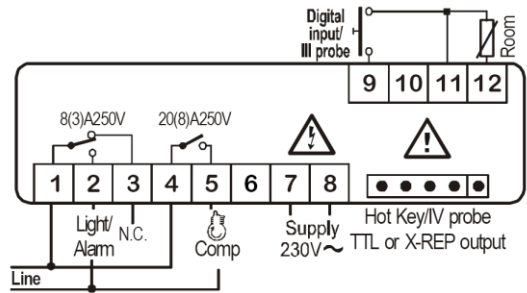 Digital
input/
III probe
Room
9 10 11 12
8(3)A250V
20(8)A250V
1 2 3 4 5 6 7 8
Light/
Alarm
N.C.
Comp
Supply
230V~
Hot Key/IV probe
TTL or X-REP output
Line